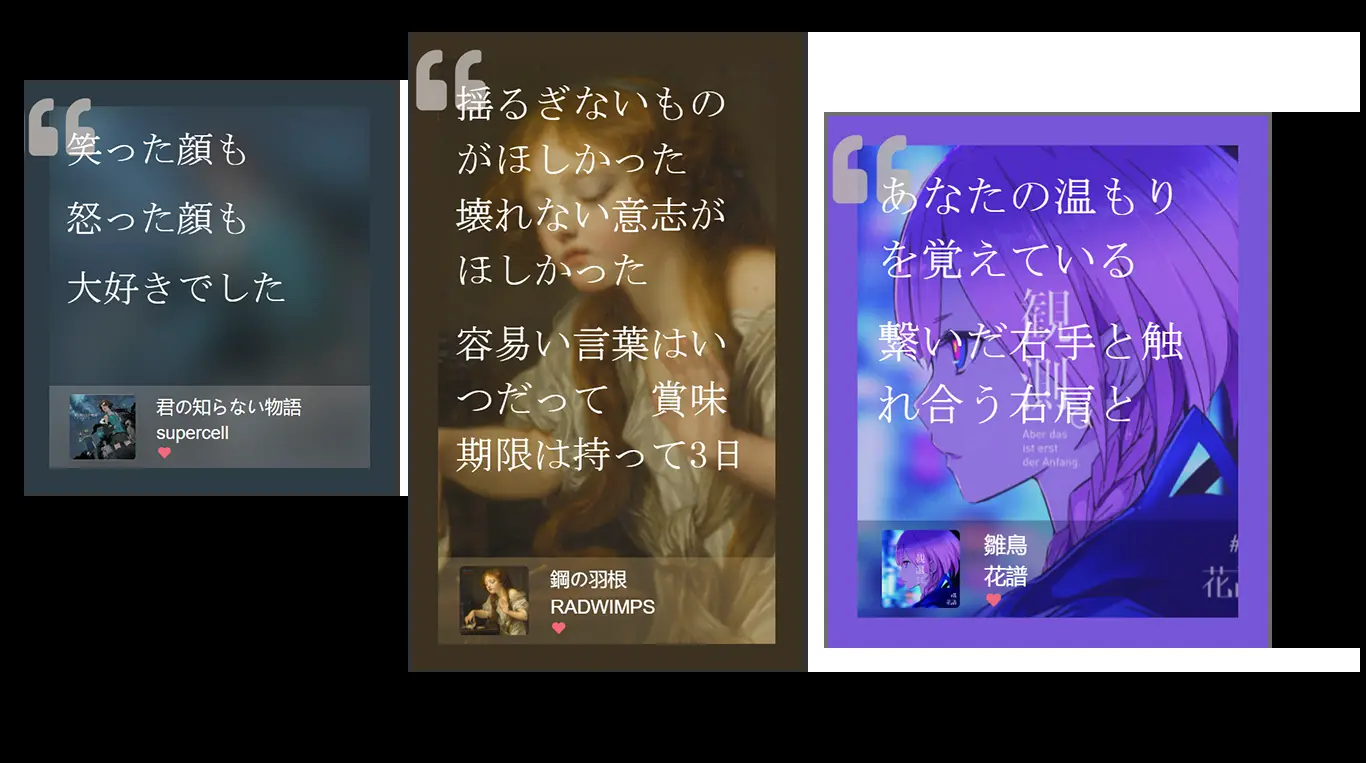 笑った顔も
怒った顔も
大好きでした
君の知らない物語
supercell
揺るぎないもの
がほしかった
壊れない意志が
ほしかった
容易い言葉はい
つだって　賞味
期限は持って3日
鋼の羽根
RADWIMPS
あなたの温もり
を覚えている
繋いだ右手と触
れ合う右肩と
観測
Aber das
ist erst
der Anfang.
雛鳥
花譜